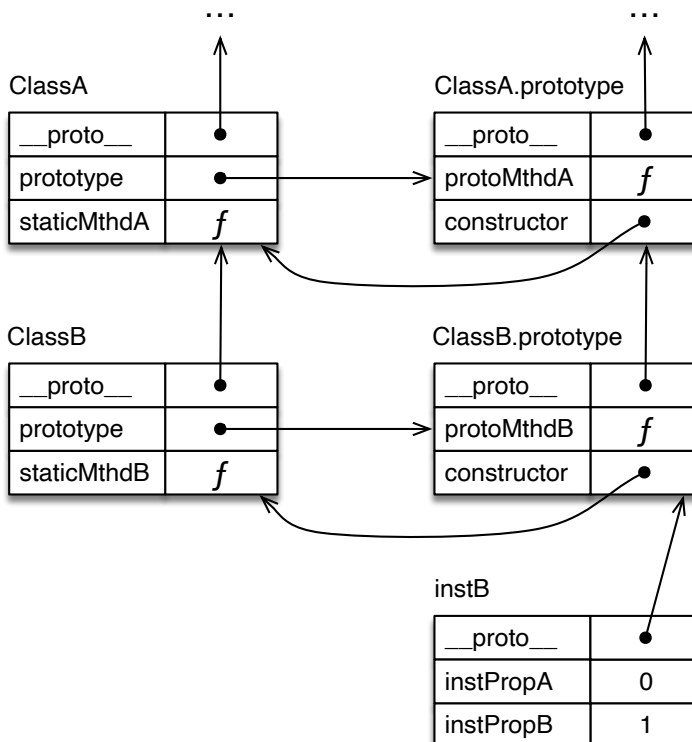 ... ...
ClassA ClassA.prototype
__proto__ __proto__
prototype protoMthdA ƒ
staticMthdA ƒ constructor
ClassB ClassB.prototype
__proto__ __proto__
prototype protoMthdB ƒ
staticMthdB ƒ constructor
instB
__proto__
instPropA 0
instPropB 1